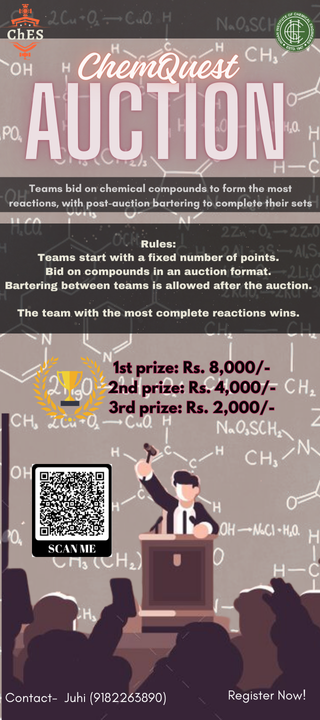 ChES
ChemQuest
AUCTION
Teams bid on chemical compounds to form the most
reactions, with post-auction bartering to complete their sets
Rules:
Teams start with a fixed number of points.
Bid on compounds in an auction format.
Bartering between teams is allowed after the auction.
The team with the most complete reactions wins.
1st prize: Rs. 8,000/-
2nd prize: Rs. 4,000/-
3rd prize: Rs. 2,000/-
SCAN ME
Contact- Juhi (9182263890)
Register Now!